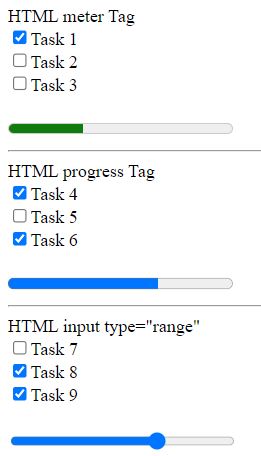 HTML meter Tag
Task 1
Task 2
Task 3
HTML progress Tag
Task 4
Task 5
Task 6
HTML input type="range"
Task 7
Task 8
Task 9